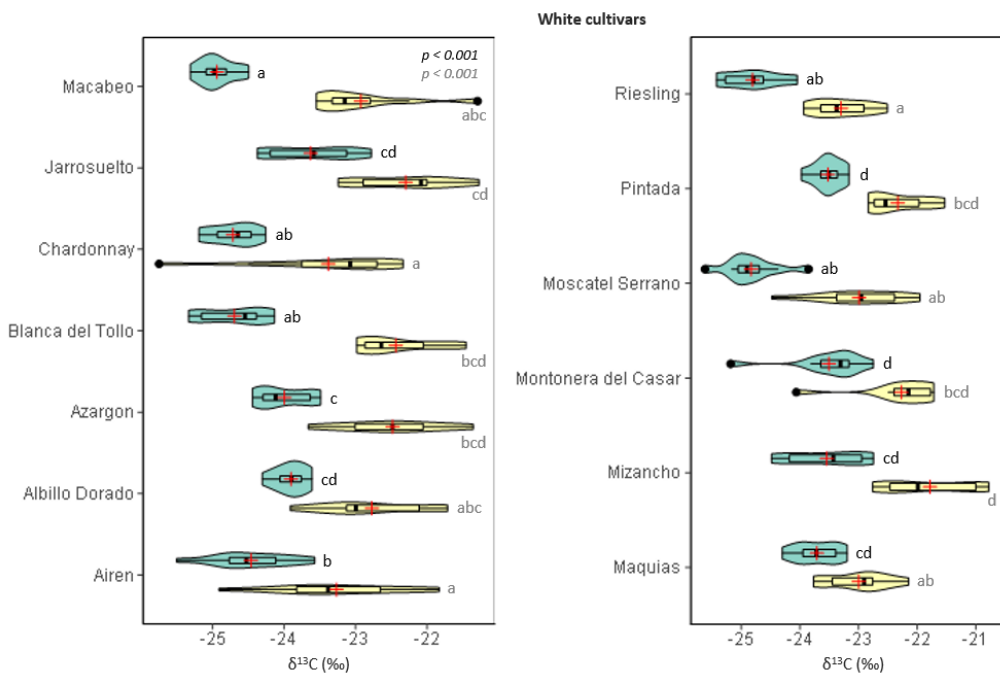 White cultivars
p < 0.001
p < 0.001
Macabeo
a
abc
Jarrosuelto
cd
cd
Chardonnay
ab
a
Blanca del Tollo
ab
bcd
Azargon
c
bcd
Albillo Dorado
cd
abc
Airen
b
a
-25
-24
-23
-22
δ¹³C (‰)
Riesling
ab
a
Pintada
d
bcd
Moscatel Serrano
ab
ab
Montonera del Casar
d
bcd
Mizancho
cd
d
Maquias
cd
ab
-25
-24
-23
-22
-21
δ¹³C (‰)